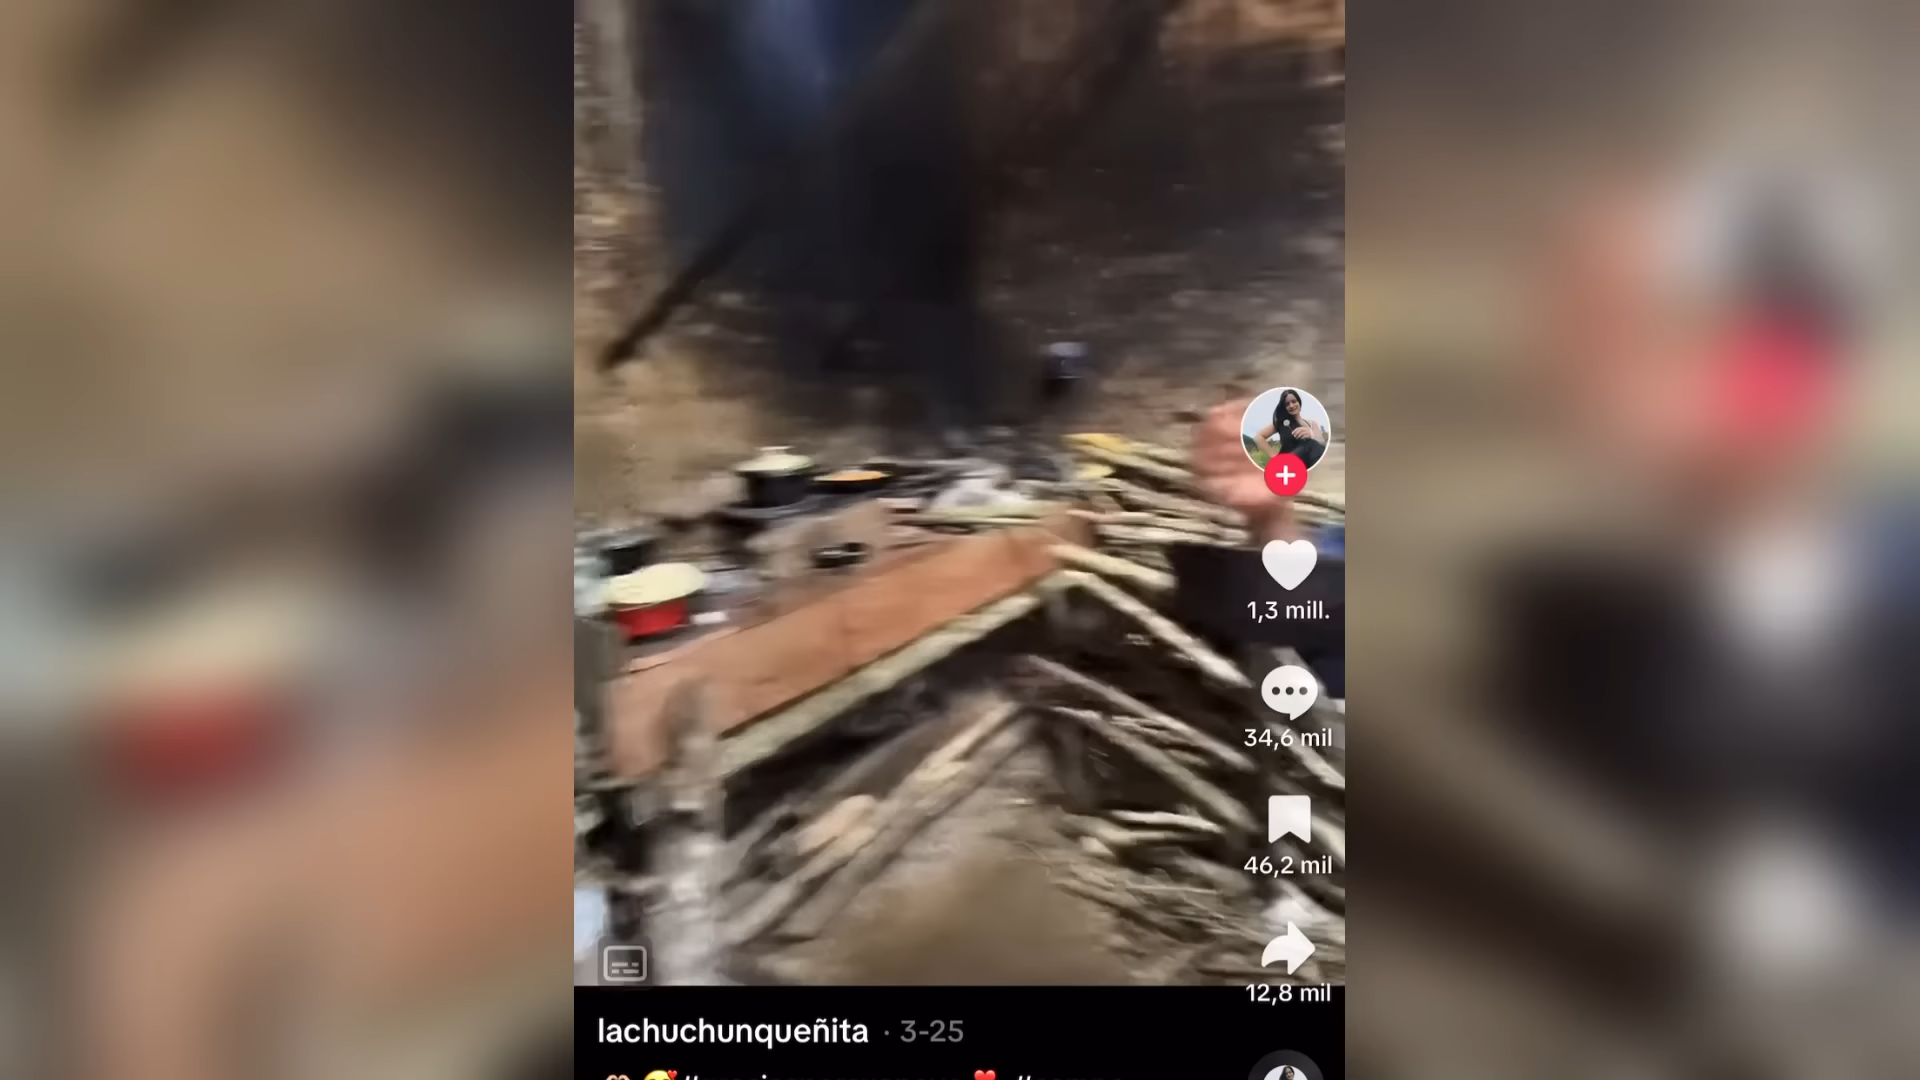 1,3 mill.
34,6 mil
46,2 mil
12,8 mil
lachuchunqueñita · 3-25